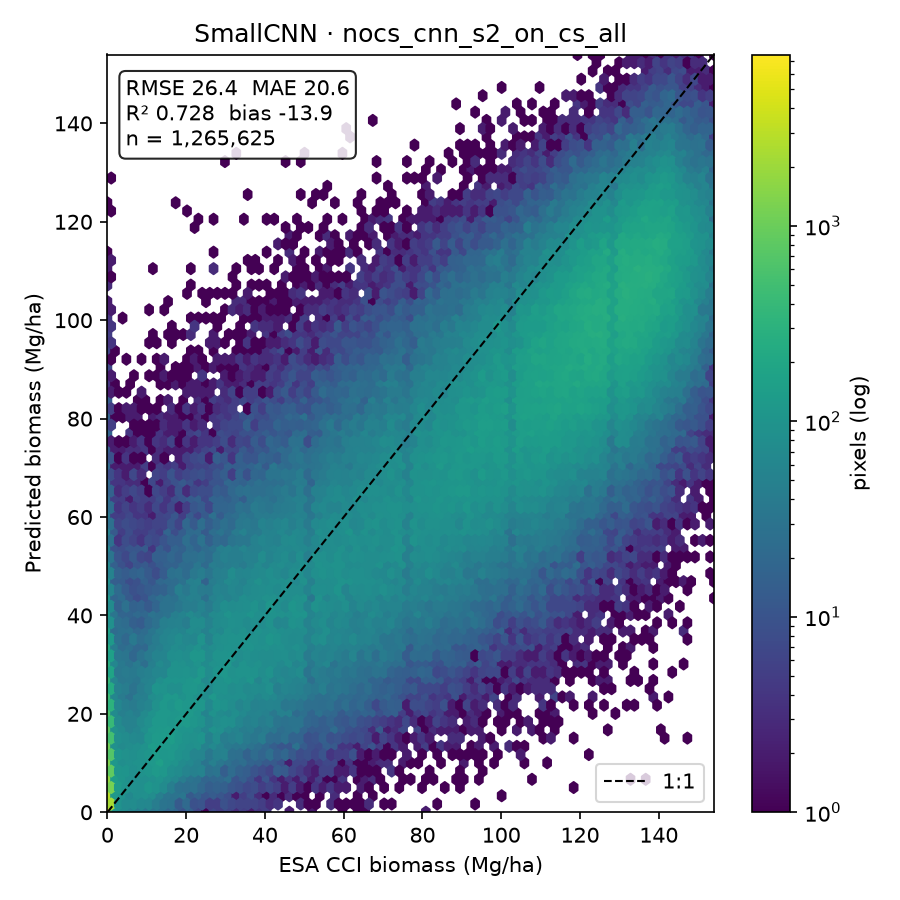 SmallCNN · nocs_cnn_s2_on_cs_all
RMSE 26.4  MAE 20.6
R² 0.728  bias -13.9
n = 1,265,625
Predicted biomass (Mg/ha)
140
120
100
80
60
40
20
0
0 20 40 60 80 100 120 140
ESA CCI biomass (Mg/ha)
1:1
10³
10²
10¹
10⁰
pixels (log)